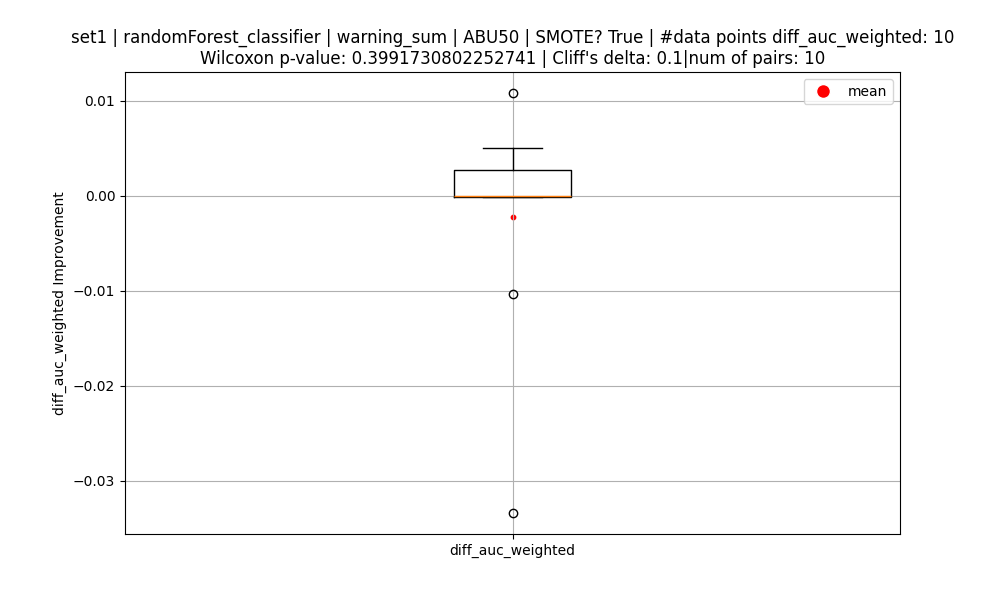 set1 | randomForest_classifier | warning_sum | ABU50 | SMOTE? True | #data points diff_auc_weighted: 10
Wilcoxon p-value: 0.3991730802252741 | Cliff's delta: 0.1|num of pairs: 10
mean
0.01
0.00
−0.01
−0.02
−0.03
diff_auc_weighted Improvement
diff_auc_weighted